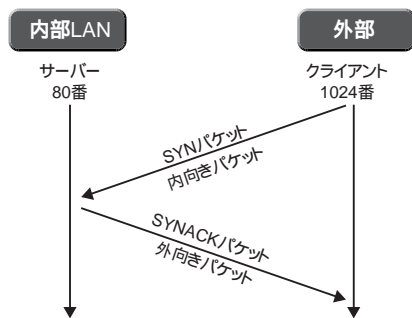 内部LAN
外部
サーバー
80番
クライアント
1024番
SYNパケット
内向きパケット
SYNACKパケット
外向きパケット